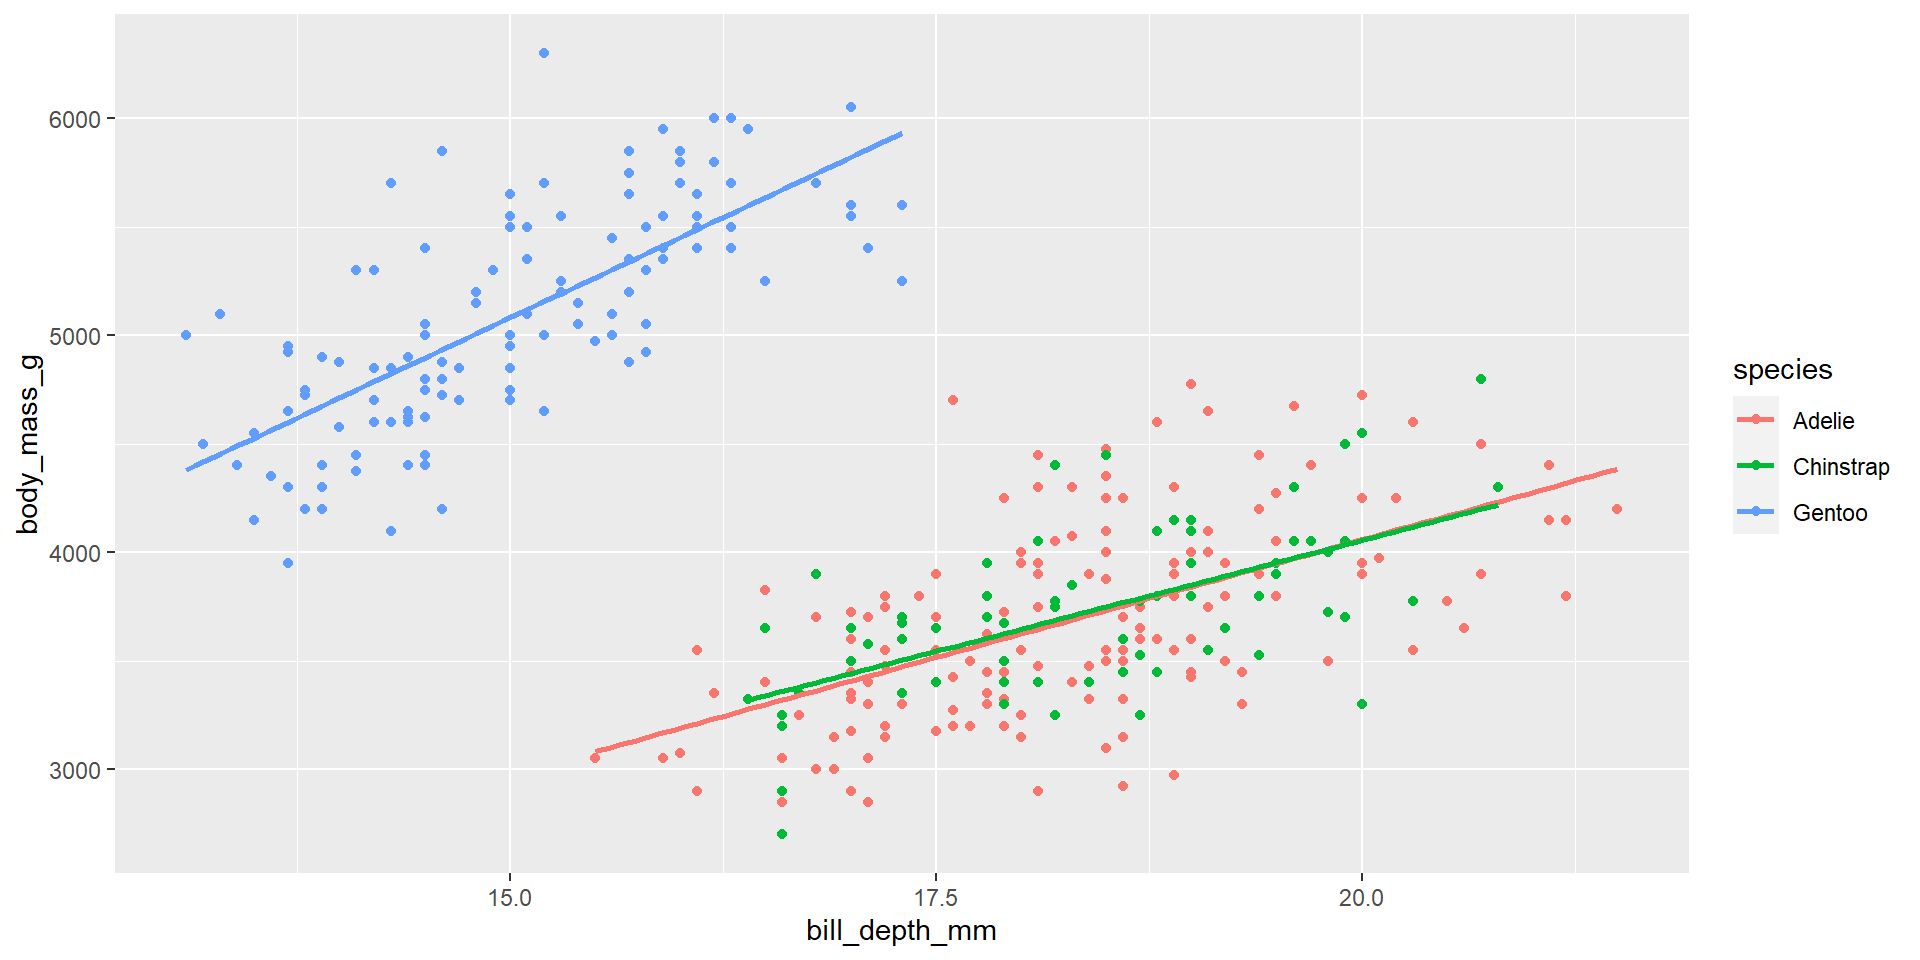 6000
5000
4000
3000
body_mass_g
15.0
17.5
20.0
bill_depth_mm
species
Adelie
Chinstrap
Gentoo